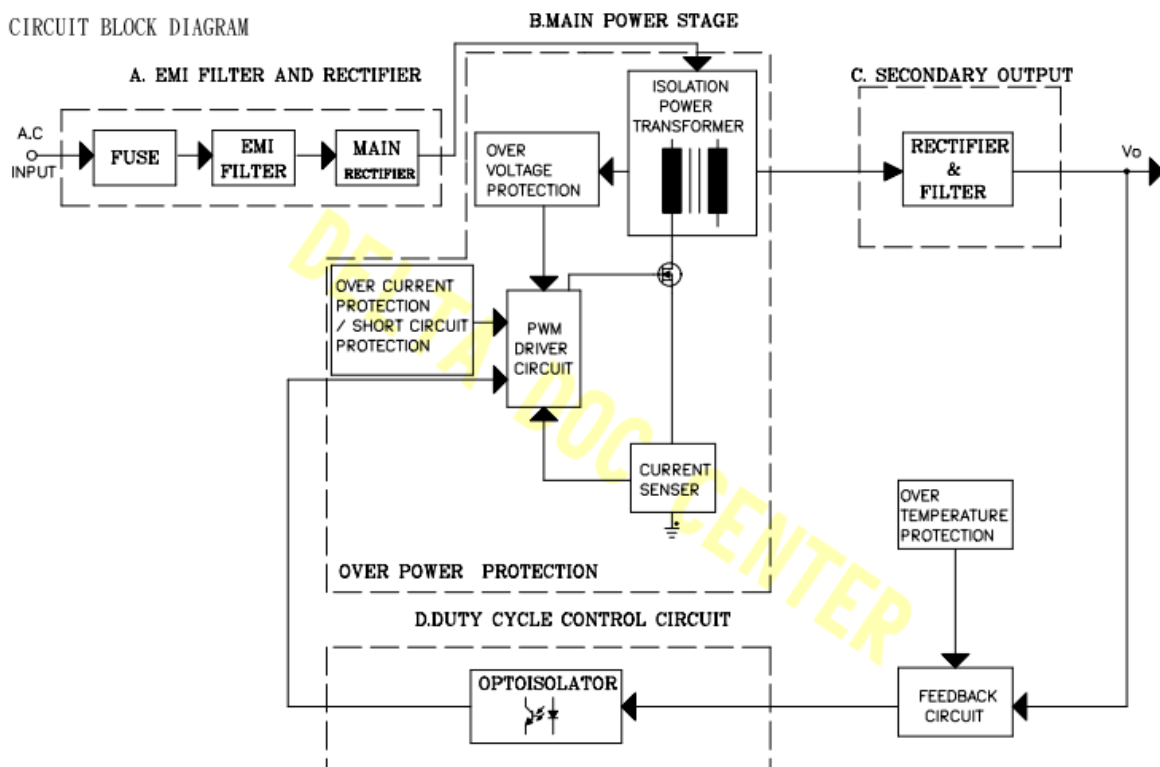 CIRCUIT BLOCK DIAGRAM
B.MAIN POWER STAGE
A. EMI FILTER AND RECTIFIER
C. SECONDARY OUTPUT
A.C
INPUT
FUSE
EMI
FILTER
MAIN
RECTIFIER
OVER
VOLTAGE
PROTECTION
ISOLATION
POWER
TRANSFORMER
RECTIFIER
&
FILTER
Vo
OVER CURRENT
PROTECTION
/ SHORT CIRCUIT
PROTECTION
PWM
DRIVER
CIRCUIT
CURRENT
SENSER
OVER
TEMPERATURE
PROTECTION
OVER POWER PROTECTION
D.DUTY CYCLE CONTROL CIRCUIT
OPTOISOLATOR
FEEDBACK
CIRCUIT
DELTA DOC CENTER